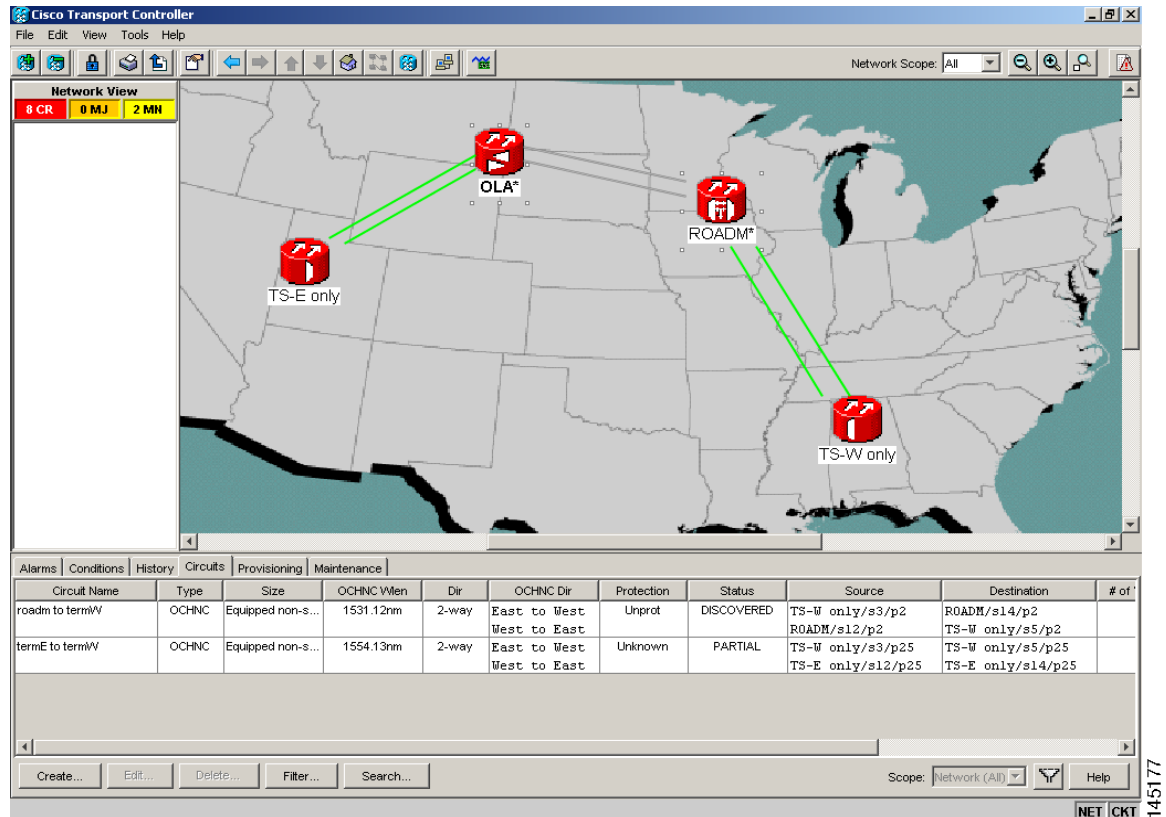 Cisco Transport Controller
File Edit View Tools Help
Network Scope: All
Network View
8 CR 0 MJ 2 MN
OLA*
ROADM*
TS-E only
TS-W only
Alarms Conditions History Circuits Provisioning Maintenance
Circuit Name Type Size OCHNC Wlen Dir OCHNC Dir Protection Status Source Destination # of
roadm to termW OCHNC Equipped non-s... 1531.12nm 2-way East to West Unprot DISCOVERED TS-W only/s3/p2 ROADM/s14/p2
West to East ROADM/s12/p2 TS-W only/s5/p2
termE to termW OCHNC Equipped non-s... 1554.13nm 2-way East to West Unknown PARTIAL TS-W only/s3/p25 TS-W only/s5/p25
West to East TS-E only/s12/p25 TS-E only/s14/p25
Create... Edit... Delete... Filter... Search... Scope: Network (All) Help
NET CKT
145177